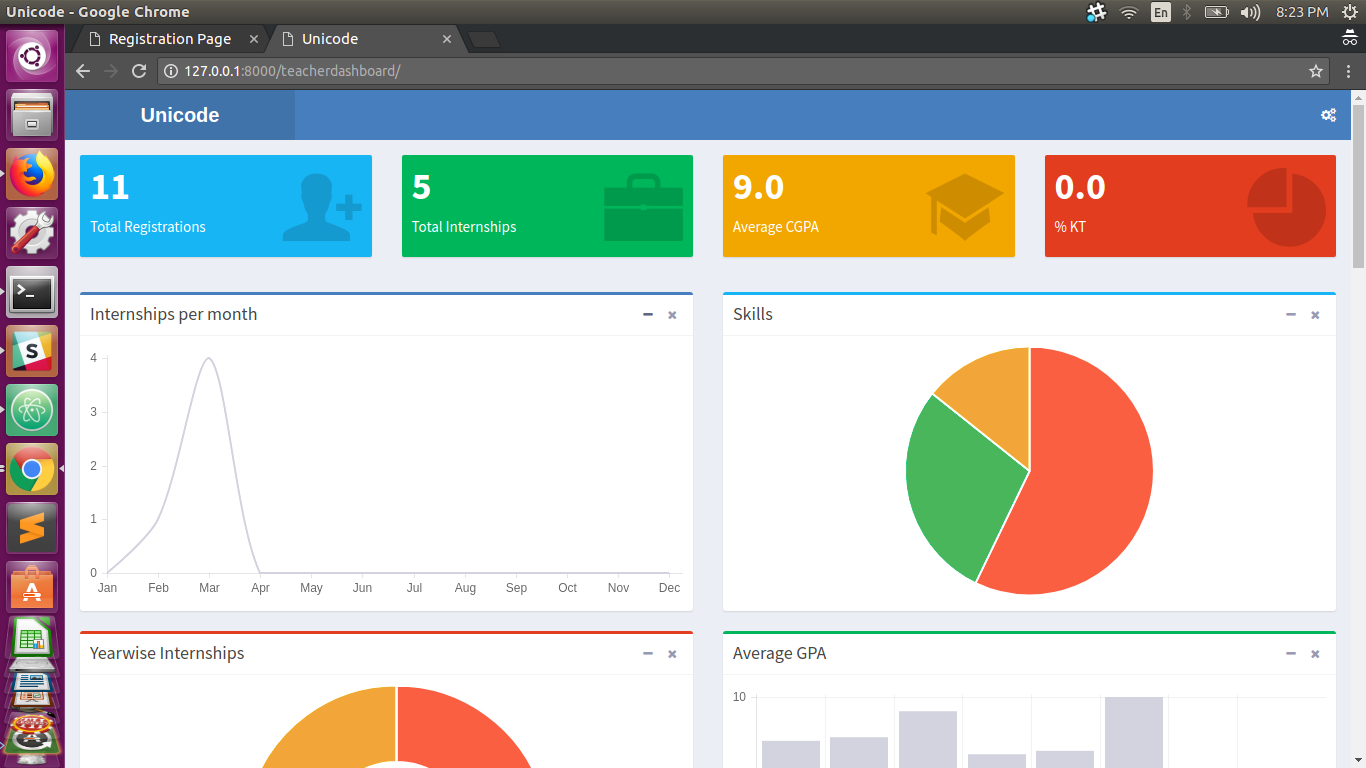 Unicode - Google Chrome
En
8:23 PM
Registration Page
Unicode
127.0.0.1:8000/teacherdashboard/
Unicode
11
Total Registrations
5
Total Internships
9.0
Average CGPA
0.0
% KT
Internships per month
4
3
2
1
0
Jan Feb Mar Apr May Jun Jul Aug Sep Oct Nov Dec
Skills
Yearwise Internships
Average GPA
10